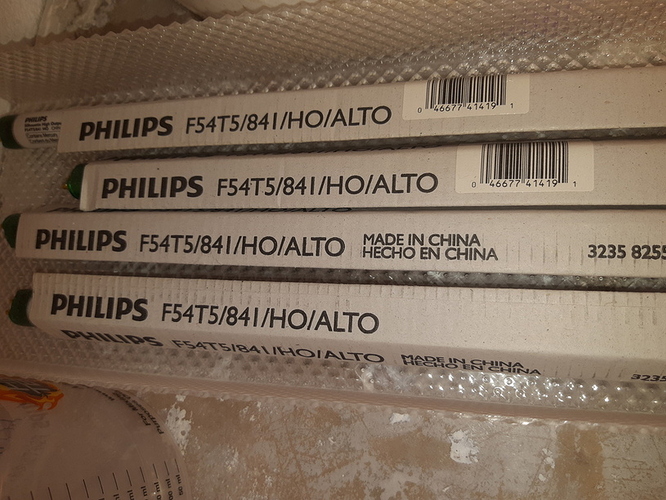 PHILIPS
PHILIPS F54T5/841/HO/ALTO
0 46677 41419 1
PHILIPS F54T5/841/HO/ALTO
0 46677 41419 1
PHILIPS F54T5/841/HO/ALTO MADE IN CHINA
HECHO EN CHINA
3235 8255
PHILIPS F54T5/841/HO/ALTO
PHILIPS F54T5/841/HO/ALTO MADE IN CHINA
HECHO EN CHINA
3235